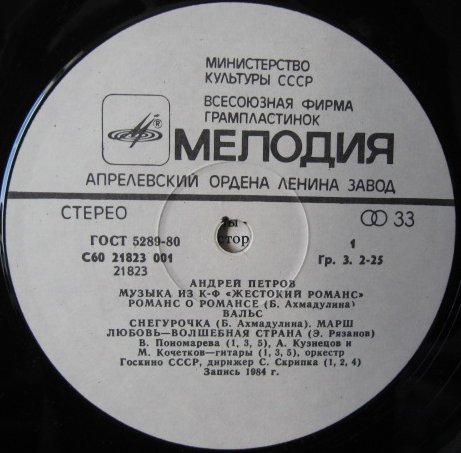 МИНИСТЕРСТВО
КУЛЬТУРЫ СССР
ВСЕСОЮЗНАЯ ФИРМА
ГРАМПЛАСТИНОК
®
МЕЛОДИЯ
АПРЕЛЕВСКИЙ ОРДЕНА ЛЕНИНА ЗАВОД
СТЕРЕО
33
ты
стор
ГОСТ 5289-80
1
С60 21823 001
Гр. 3. 2-25
21823
АНДРЕЙ ПЕТРОВ
МУЗЫКА ИЗ К-Ф «ЖЕСТОКИЙ РОМАНС»
РОМАНС О РОМАНСЕ (Б. Ахмадулина)
ВАЛЬС
СНЕГУРОЧКА (Б. Ахмадулина). МАРШ
ЛЮБОВЬ—ВОЛШЕБНАЯ СТРАНА (Э. Рязанов)
В. Пономарева (1, 3, 5), А. Кузнецов и
М. Кочетков—гитары (1, 3, 5), оркестр
Госкино СССР, дирижер С. Скрипка (1, 2, 4)
Запись 1984 г.